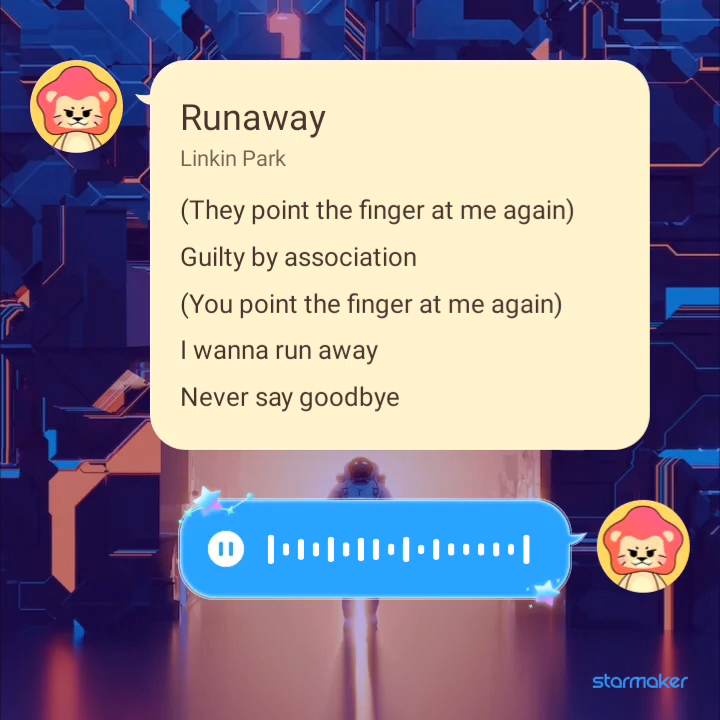 Runaway
Linkin Park
(They point the finger at me again)
Guilty by association
(You point the finger at me again)
I wanna run away
Never say goodbye
starmaker